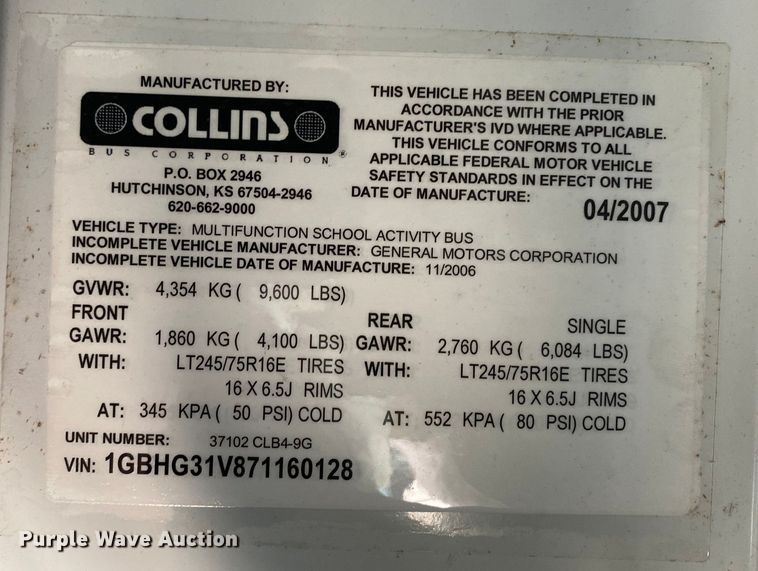 MANUFACTURED BY:
COLLINS
BUS CORPORATION ®
P.O. BOX 2946
HUTCHINSON, KS 67504-2946
620-662-9000
THIS VEHICLE HAS BEEN COMPLETED IN
ACCORDANCE WITH THE PRIOR
MANUFACTURER'S IVD WHERE APPLICABLE.
THIS VEHICLE CONFORMS TO ALL
APPLICABLE FEDERAL MOTOR VEHICLE
SAFETY STANDARDS IN EFFECT ON THE
DATE OF MANUFACTURE: 04/2007
VEHICLE TYPE: MULTIFUNCTION SCHOOL ACTIVITY BUS
INCOMPLETE VEHICLE MANUFACTURER: GENERAL MOTORS CORPORATION
INCOMPLETE VEHICLE DATE OF MANUFACTURE: 11/2006
GVWR: 4,354 KG ( 9,600 LBS)
FRONT
GAWR: 1,860 KG ( 4,100 LBS)
WITH: LT245/75R16E TIRES
16 X 6.5J RIMS
AT: 345 KPA ( 50 PSI) COLD
REAR SINGLE
GAWR: 2,760 KG ( 6,084 LBS)
WITH: LT245/75R16E TIRES
16 X 6.5J RIMS
AT: 552 KPA ( 80 PSI) COLD
UNIT NUMBER: 37102 CLB4-9G
VIN: 1GBHG31V871160128
Purple Wave Auction